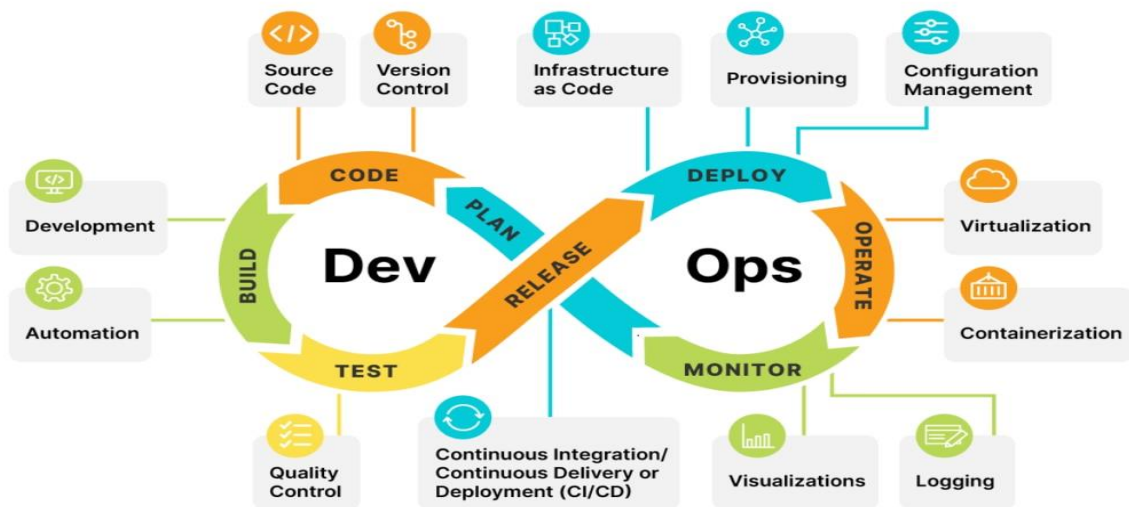 Source
Code
Version
Control
Infrastructure
as Code
Provisioning
Configuration
Management
CODE
PLAN
DEPLOY
Development
Virtualization
Dev
Ops
BUILD
RELEASE
OPERATE
Automation
Containerization
TEST
MONITOR
Quality
Control
Continuous Integration/
Continuous Delivery or
Deployment (CI/CD)
Visualizations
Logging